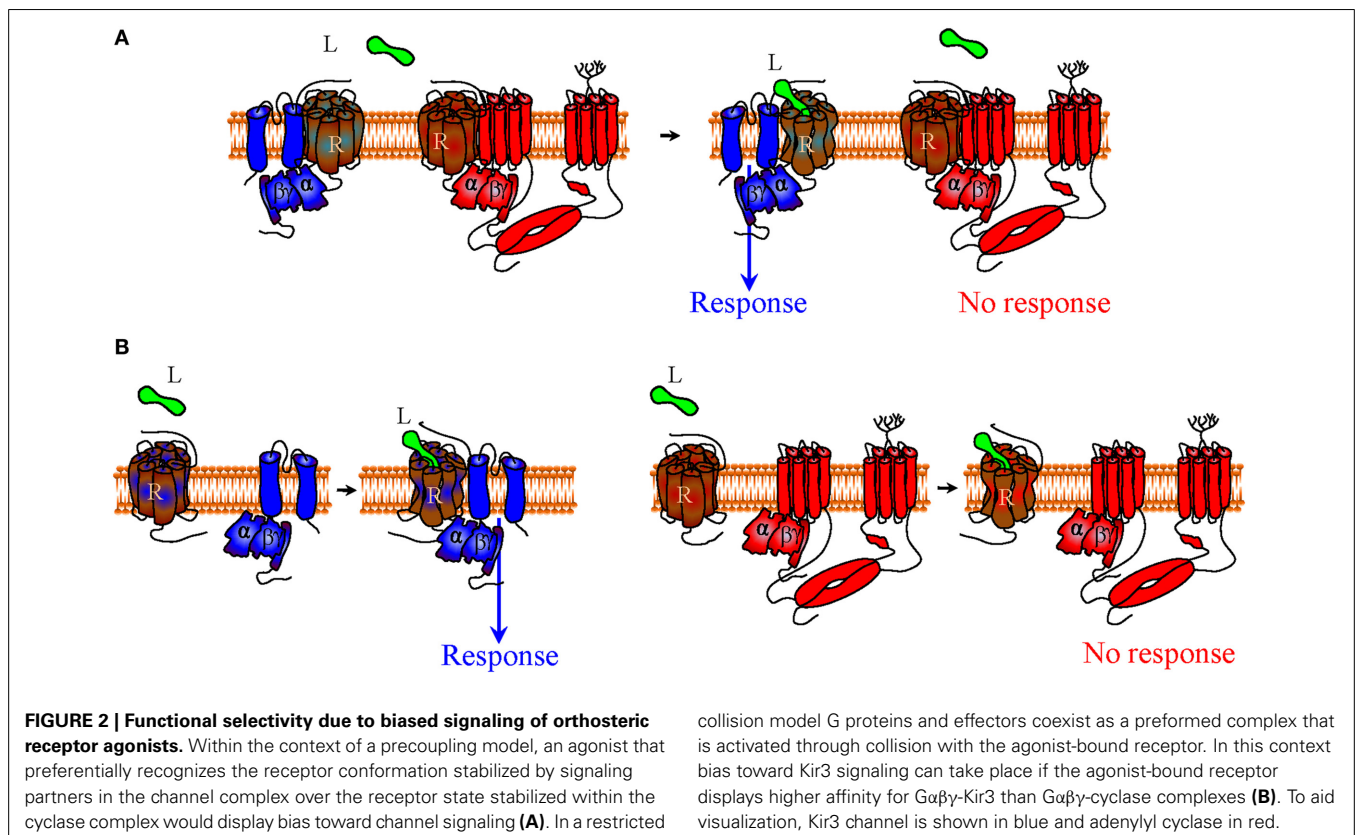 A
L
L
R
R
R
R
βγ α
α βγ
βγ α
α βγ
Response
No response
B
L
L
L
R
R
R
R
α βγ
α βγ
α βγ
α βγ
Response
No response
FIGURE 2 | Functional selectivity due to biased signaling of orthosteric
receptor agonists. Within the context of a precoupling model, an agonist that
preferentially recognizes the receptor conformation stabilized by signaling
partners in the channel complex over the receptor state stabilized within the
cyclase complex would display bias toward channel signaling (A). In a restricted
collision model G proteins and effectors coexist as a preformed complex that
is activated through collision with the agonist-bound receptor. In this context
bias toward Kir3 signaling can take place if the agonist-bound receptor
displays higher affinity for Gαβγ-Kir3 than Gαβγ-cyclase complexes (B). To aid
visualization, Kir3 channel is shown in blue and adenylyl cyclase in red.